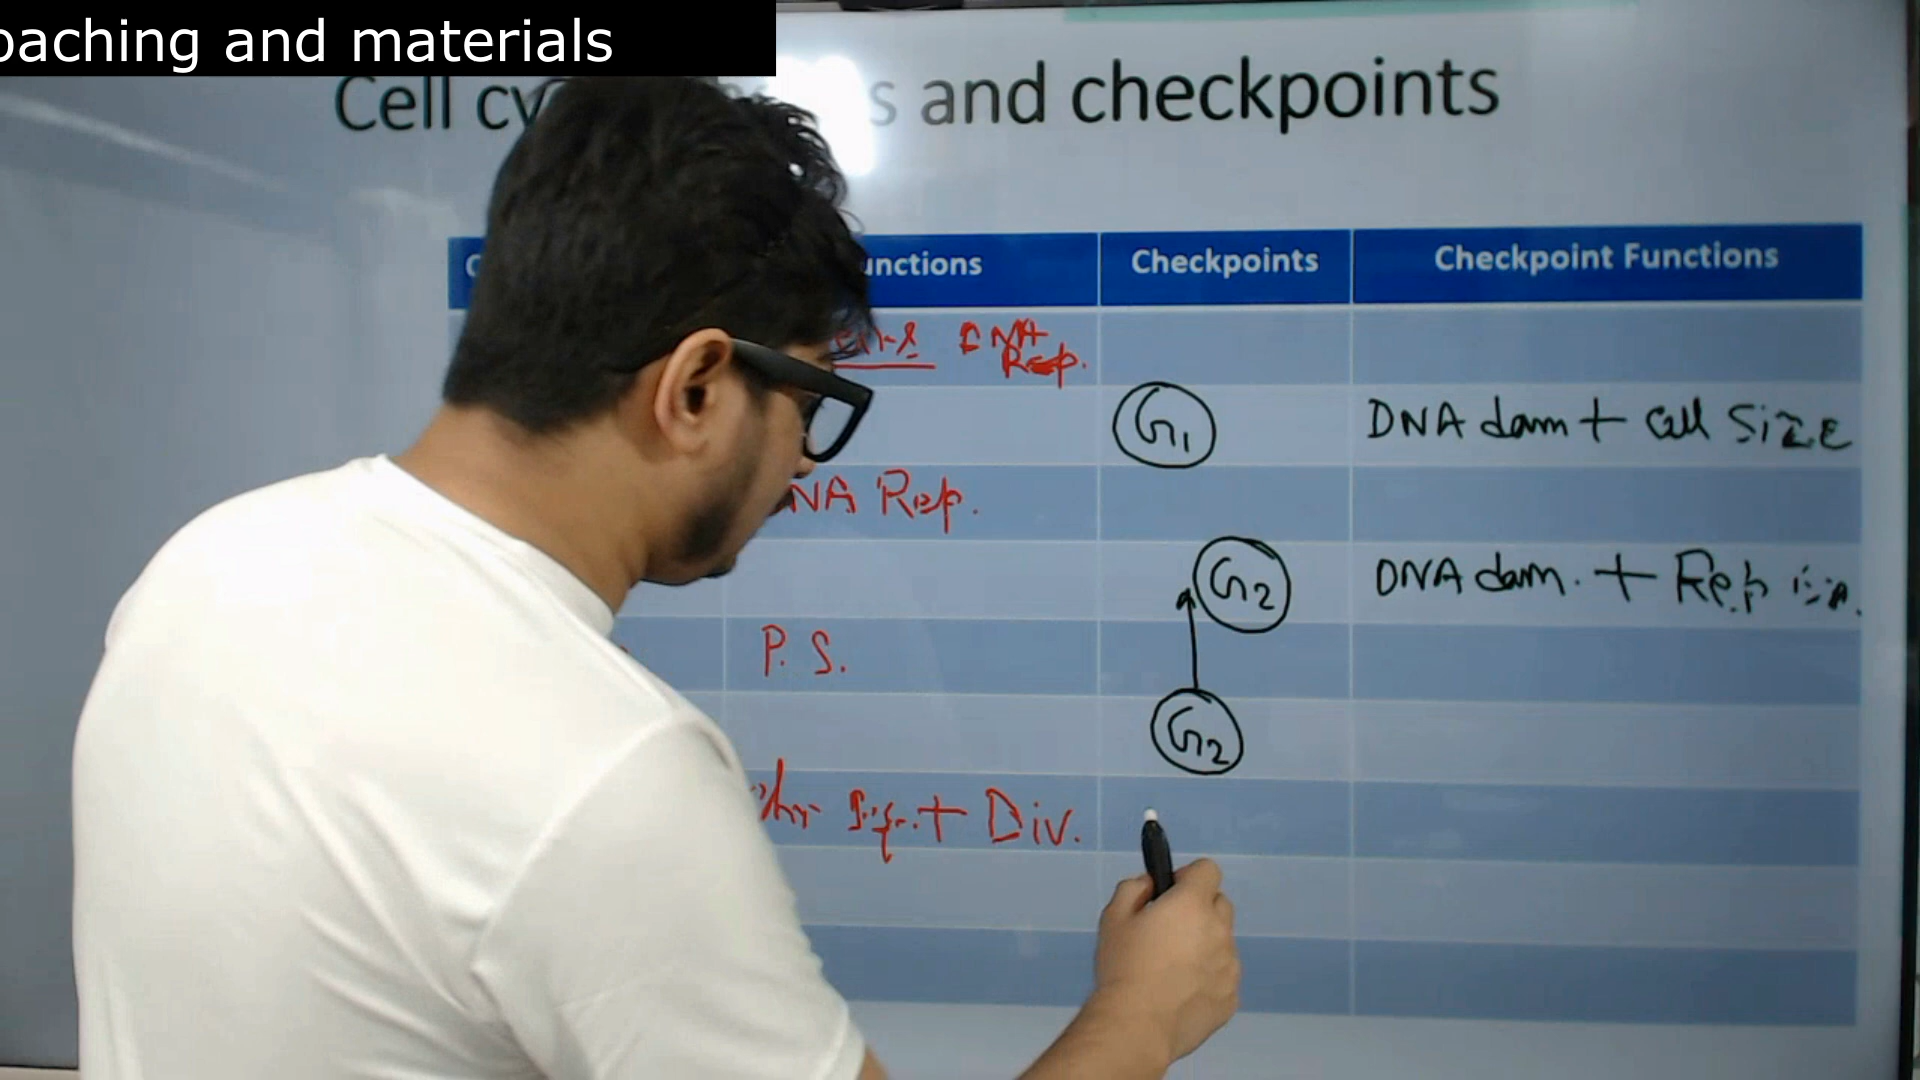 oaching and materials
Cell cy s and checkpoints
unctions Checkpoints Checkpoint Functions
DNA Rep.
G1 DNA dam + Cell Size
NA Rep.
G2 DNA dam. + Rep
P. S.
G2
+ Div.